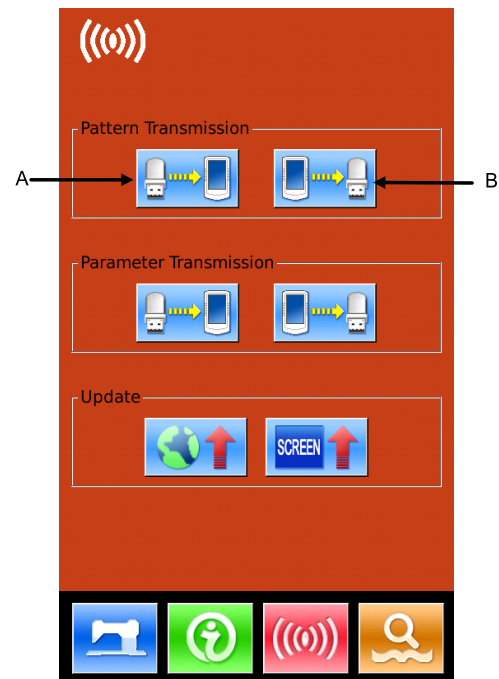 Pattern Transmission
A
B
Parameter Transmission
Update
SCREEN